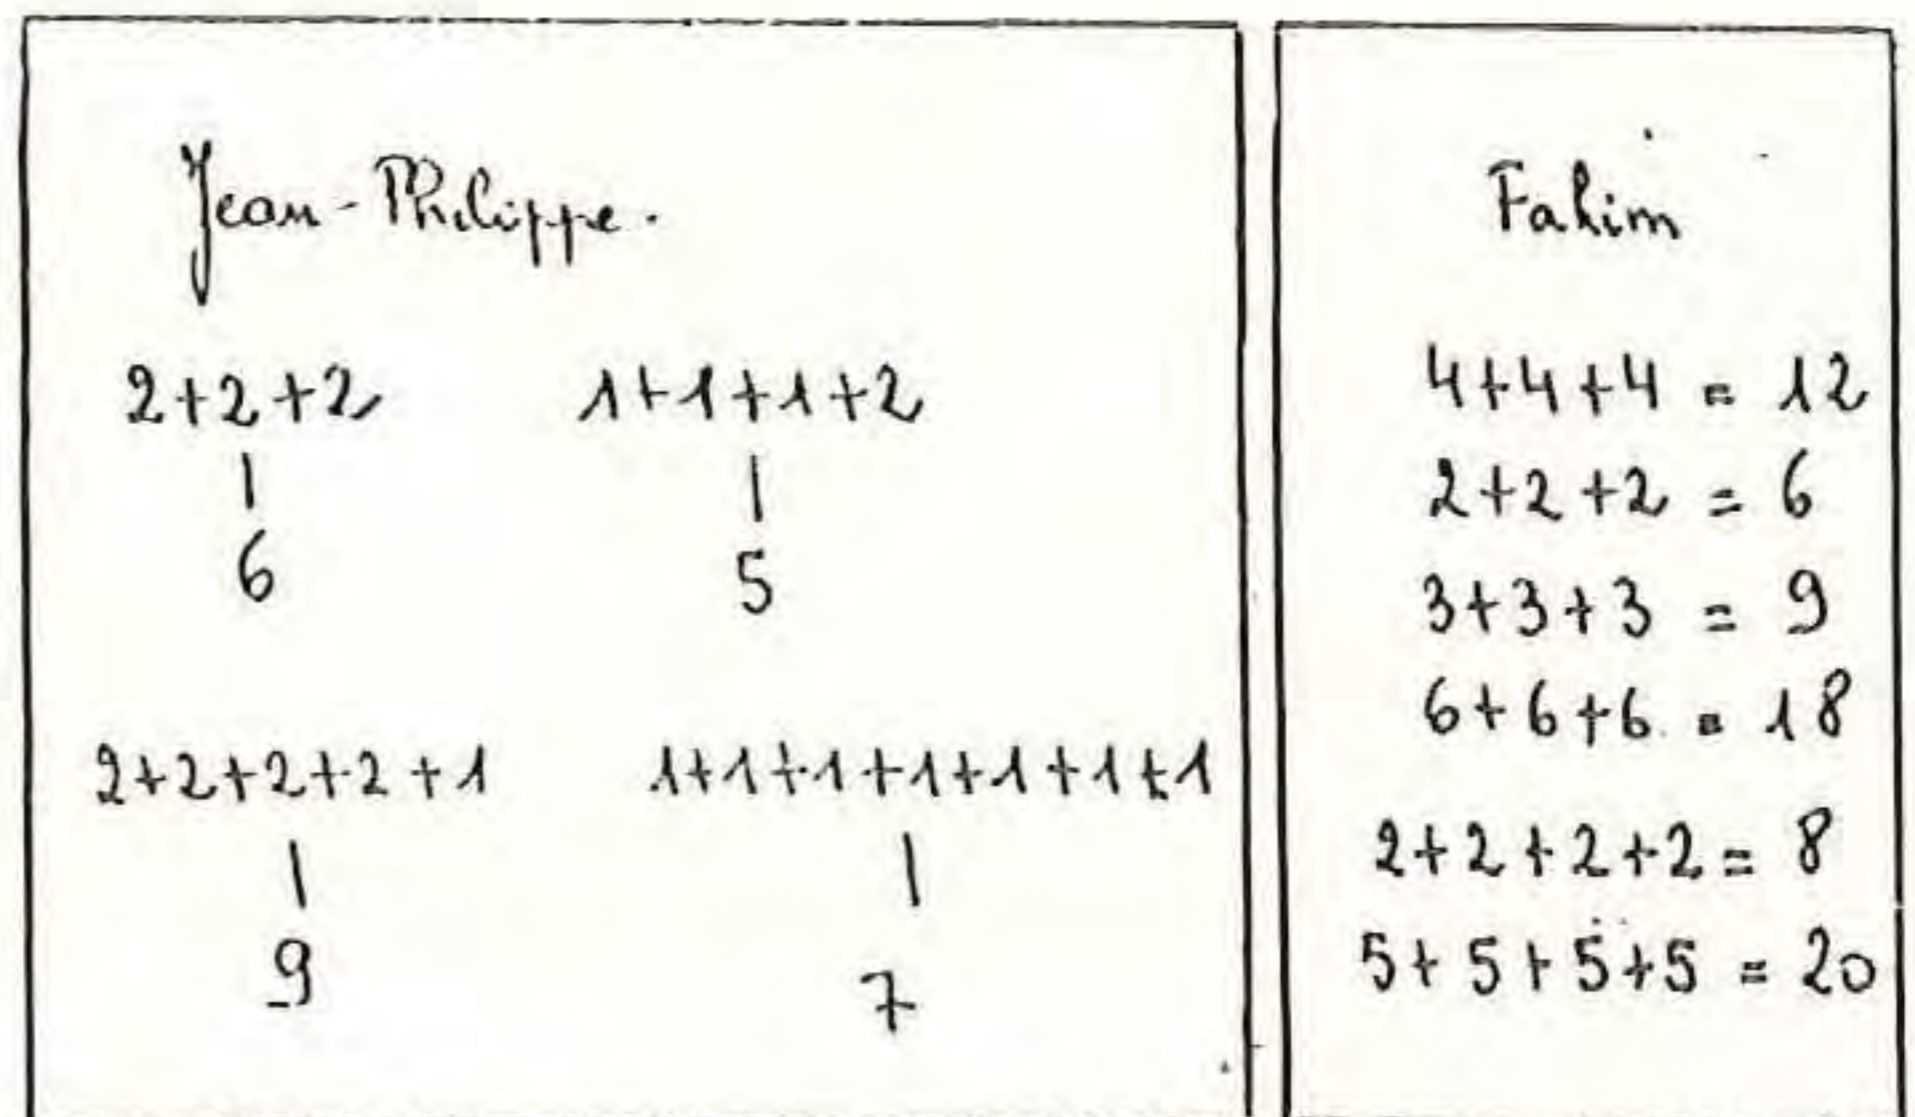 Jean-Philippe.
2+2+2 1+1+1+2
| |
6 5
2+2+2+2+1 1+1+1+1+1+1+1
| |
9 7
Fahim
4+4+4 = 12
2+2+2 = 6
3+3+3 = 9
6+6+6 = 18
2+2+2+2 = 8
5+5+5+5 = 20